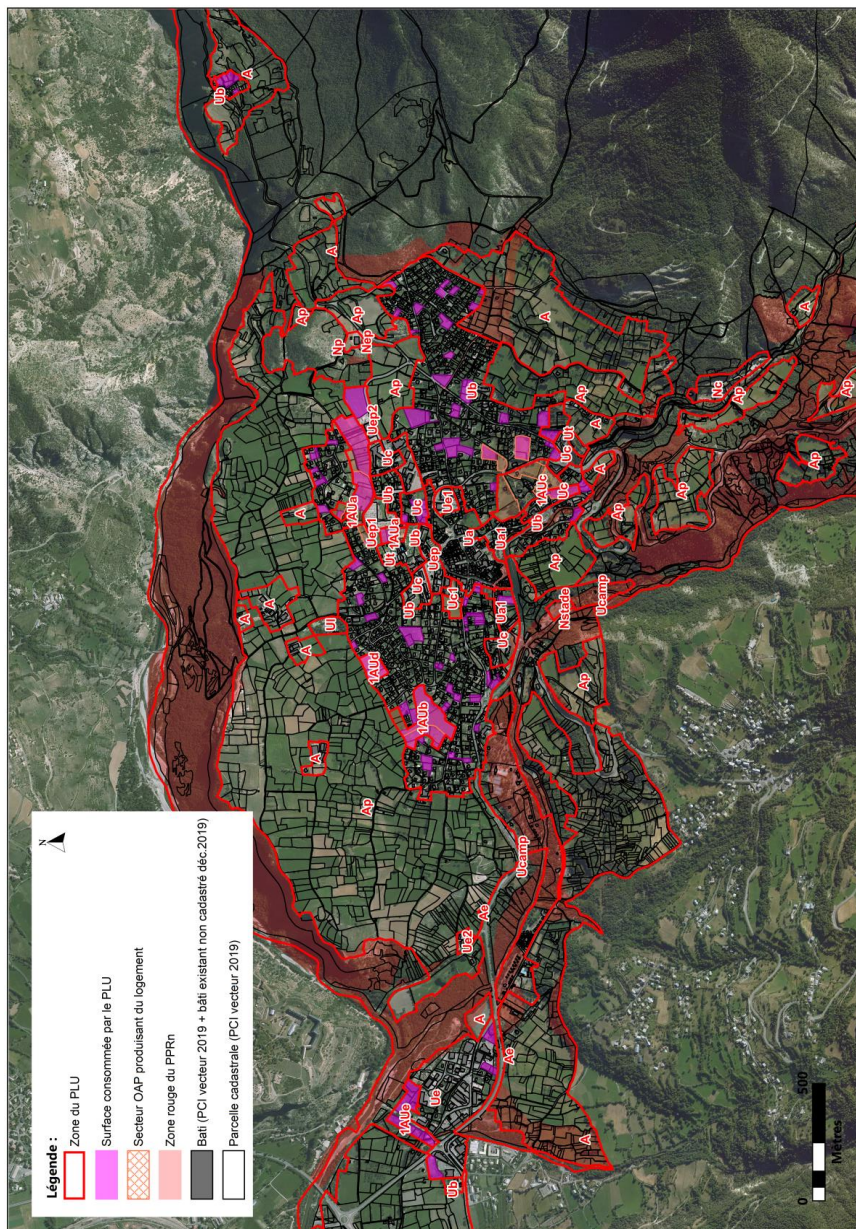 Légende :
Zone du PLU
Surface consommée par le PLU
Secteur OAP produisant du logement
Zone rouge du PPRn
Bati (PCI vecteur 2019 + bâti existant non cadastré déc.2019)
Parcelle cadastrale (PCI vecteur 2019)
N
0
500
Mètres
Ub
A
A
Ap
Ap
Np
Nep
A
Ap
Uep2
Ub
Ap
A
Nc
Ap
A
Ap
Ut
Uc
A
Ap
Ap
Ap
Uc
Uc
Uc
Ue1
1AUc
Uc
Ub
A
1AUa
Uep1
1AUa
Ub
Uep
Ua
Ua1
Ap
Ut
Uc
Ub
Uc1
Us1
Uc
Nstade
Ucamp
A
A
Ul
A
1AUd
1AUb
Ap
A
Ap
Ucamp
Ae
Ue2
A
Ae
Ue
1AUe
Ub
A